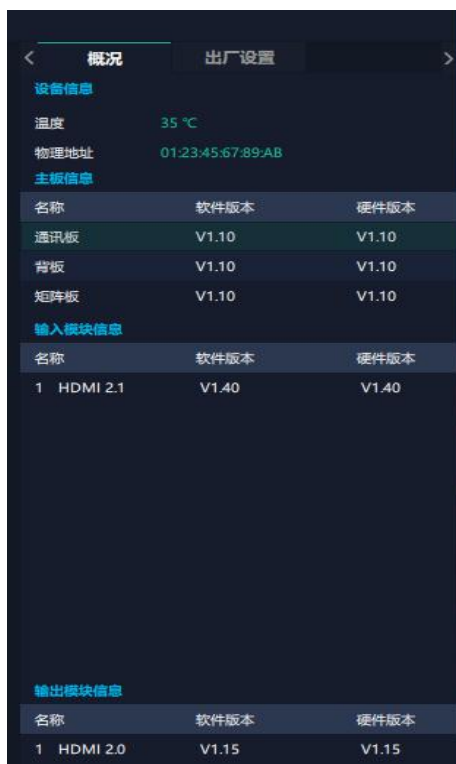 < 概况 出厂设置 >
设备信息
温度 35 ℃
物理地址 01:23:45:67:89:AB
主板信息
名称 软件版本 硬件版本
通讯板 V1.10 V1.10
背板 V1.10 V1.10
矩阵板 V1.10 V1.10
输入模块信息
名称 软件版本 硬件版本
1 HDMI 2.1 V1.40 V1.40
输出模块信息
名称 软件版本 硬件版本
1 HDMI 2.0 V1.15 V1.15